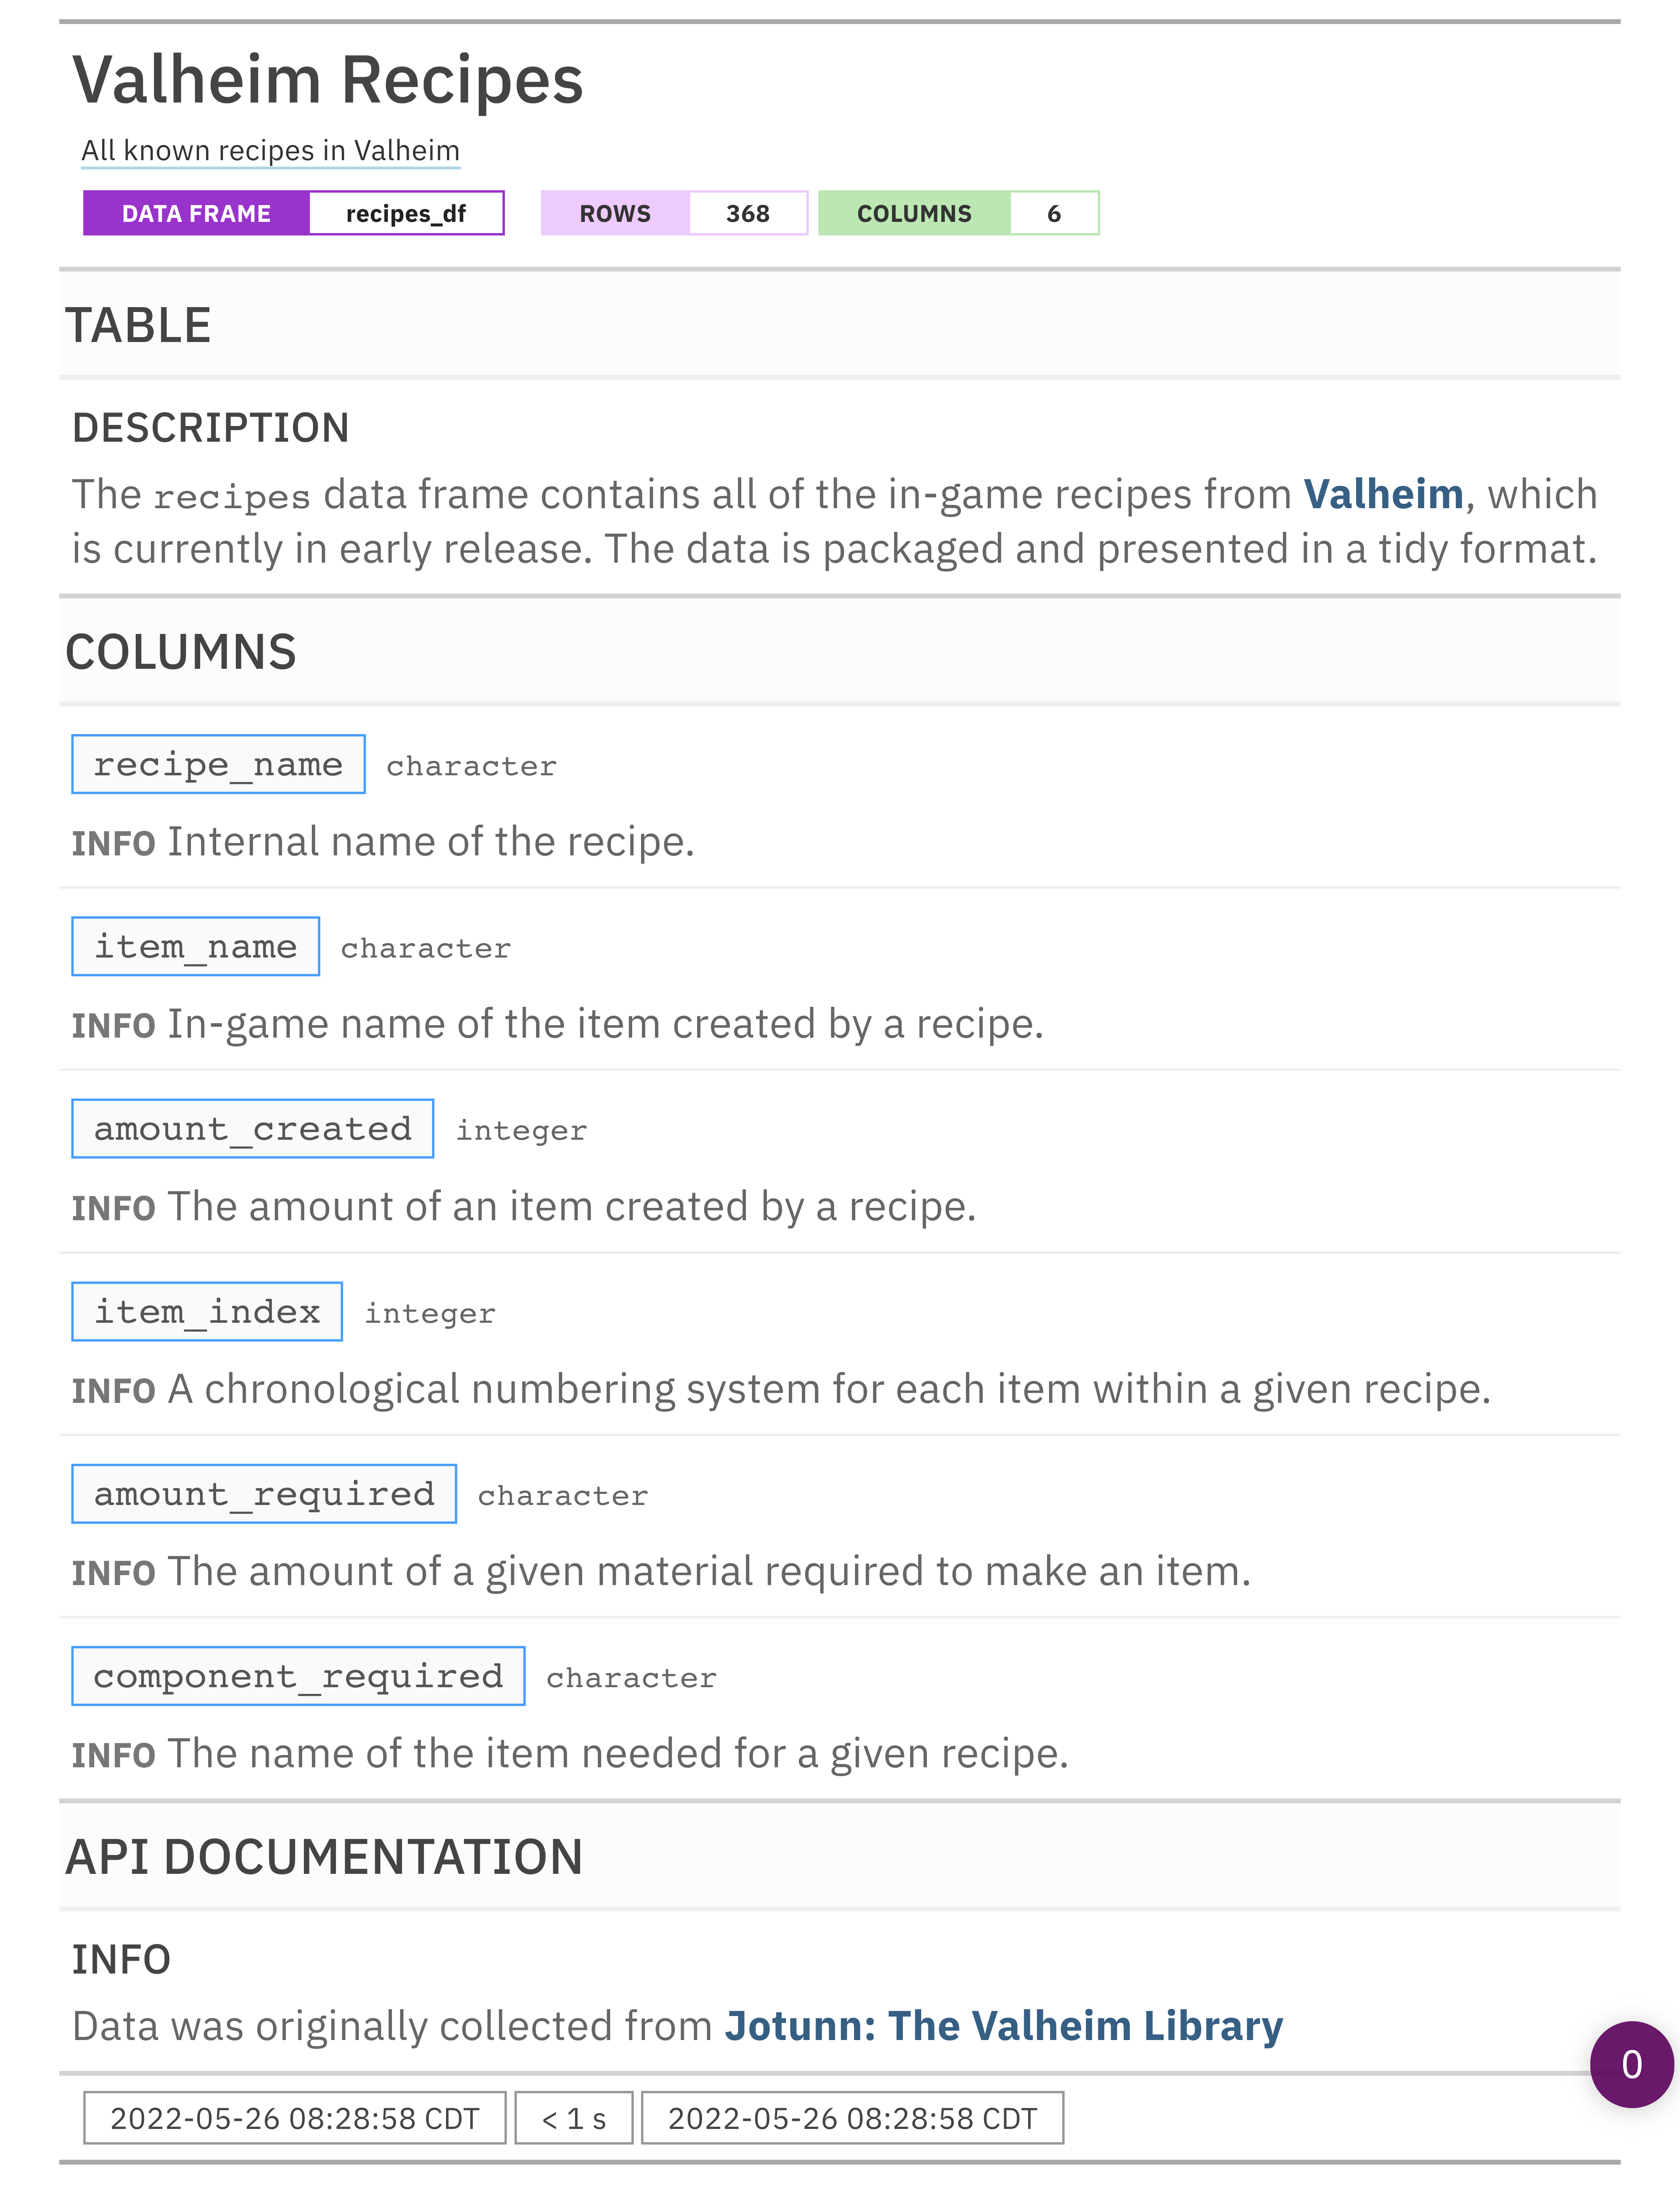 Valheim Recipes
All known recipes in Valheim
DATA FRAME recipes_df ROWS 368 COLUMNS 6
TABLE
DESCRIPTION
The recipes data frame contains all of the in-game recipes from Valheim, which
is currently in early release. The data is packaged and presented in a tidy format.
COLUMNS
recipe_name character
INFO Internal name of the recipe.
item_name character
INFO In-game name of the item created by a recipe.
amount_created integer
INFO The amount of an item created by a recipe.
item_index integer
INFO A chronological numbering system for each item within a given recipe.
amount_required character
INFO The amount of a given material required to make an item.
component_required character
INFO The name of the item needed for a given recipe.
API DOCUMENTATION
INFO
Data was originally collected from Jotunn: The Valheim Library
0
2022-05-26 08:28:58 CDT < 1 s 2022-05-26 08:28:58 CDT